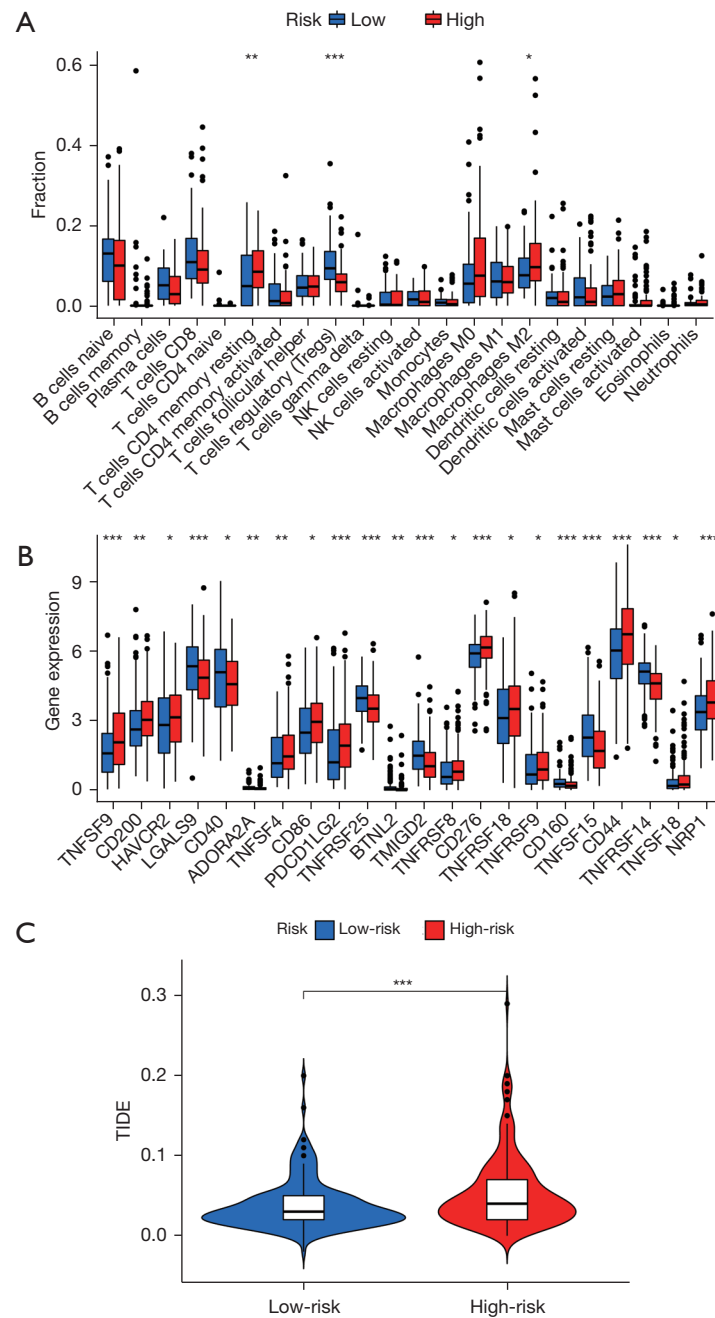 A
Risk Low High
** *** *
Fraction
0.6
0.4
0.2
0.0
B cells naive
B cells memory
Plasma cells
T cells CD8
T cells CD4 naive
T cells CD4 memory resting
T cells CD4 memory activated
T cells follicular helper
T cells regulatory (Tregs)
T cells gamma delta
NK cells resting
NK cells activated
Monocytes
Macrophages M0
Macrophages M1
Macrophages M2
Dendritic cells resting
Dendritic cells activated
Mast cells resting
Mast cells activated
Eosinophils
Neutrophils
B
*** ** * *** * ** ** * *** *** ** *** * *** * * *** *** *** *** * ***
Gene expression
9
6
3
0
TNFSF9
CD200
HAVCR2
LGALS9
CD40
ADORA2A
TNFSF4
CD86
PDCD1LG2
TNFRSF25
BTNL2
TMIGD2
TNFRSF8
CD276
TNFRSF18
TNFRSF9
CD160
TNFSF15
CD44
TNFRSF14
TNFSF18
NRP1
C
Risk Low-risk High-risk
***
TIDE
0.3
0.2
0.1
0.0
Low-risk High-risk